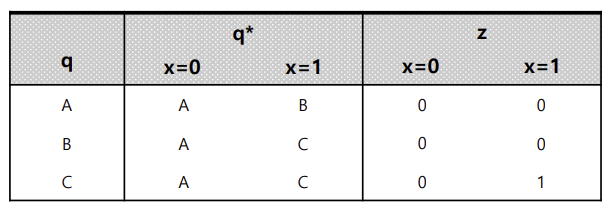 q* z
q x=0 x=1 x=0 x=1
A A B 0 0
B A C 0 0
C A C 0 1